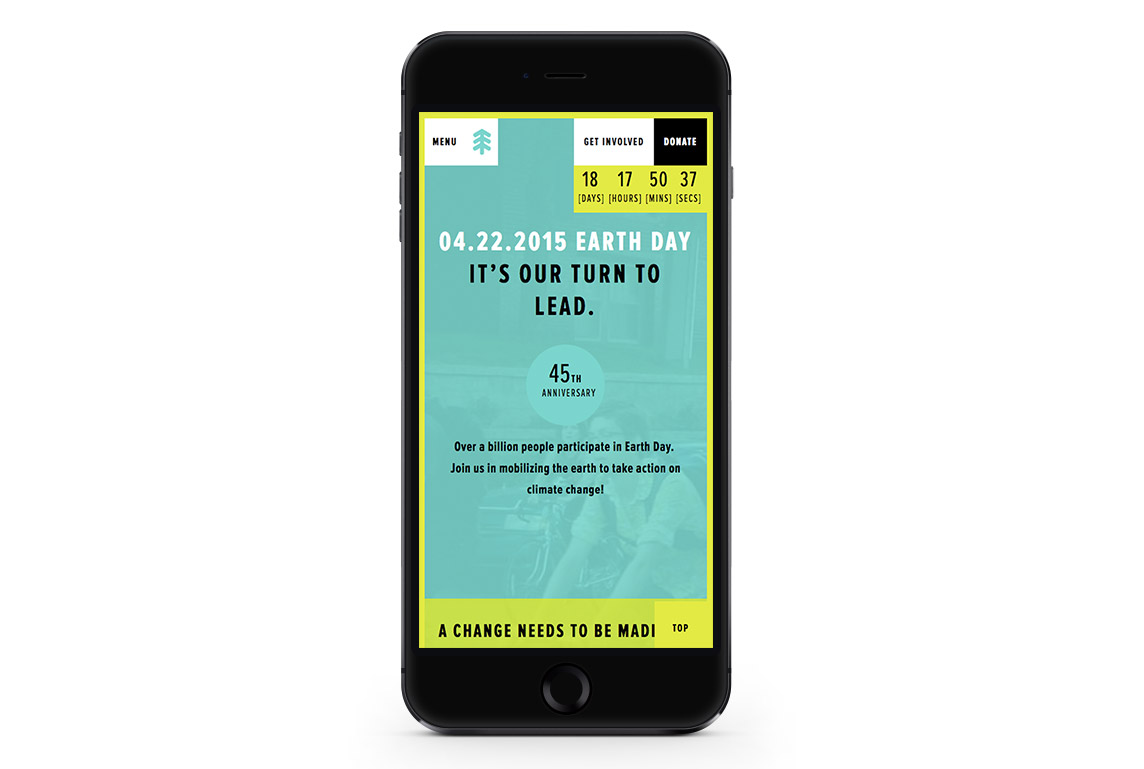 MENU
GET INVOLVED
DONATE
18 17 50 37
[DAYS] [HOURS] [MINS] [SECS]
04.22.2015 EARTH DAY
IT’S OUR TURN TO
LEAD.
45TH
ANNIVERSARY
Over a billion people participate in Earth Day.
Join us in mobilizing the earth to take action on
climate change!
A CHANGE NEEDS TO BE
TOP